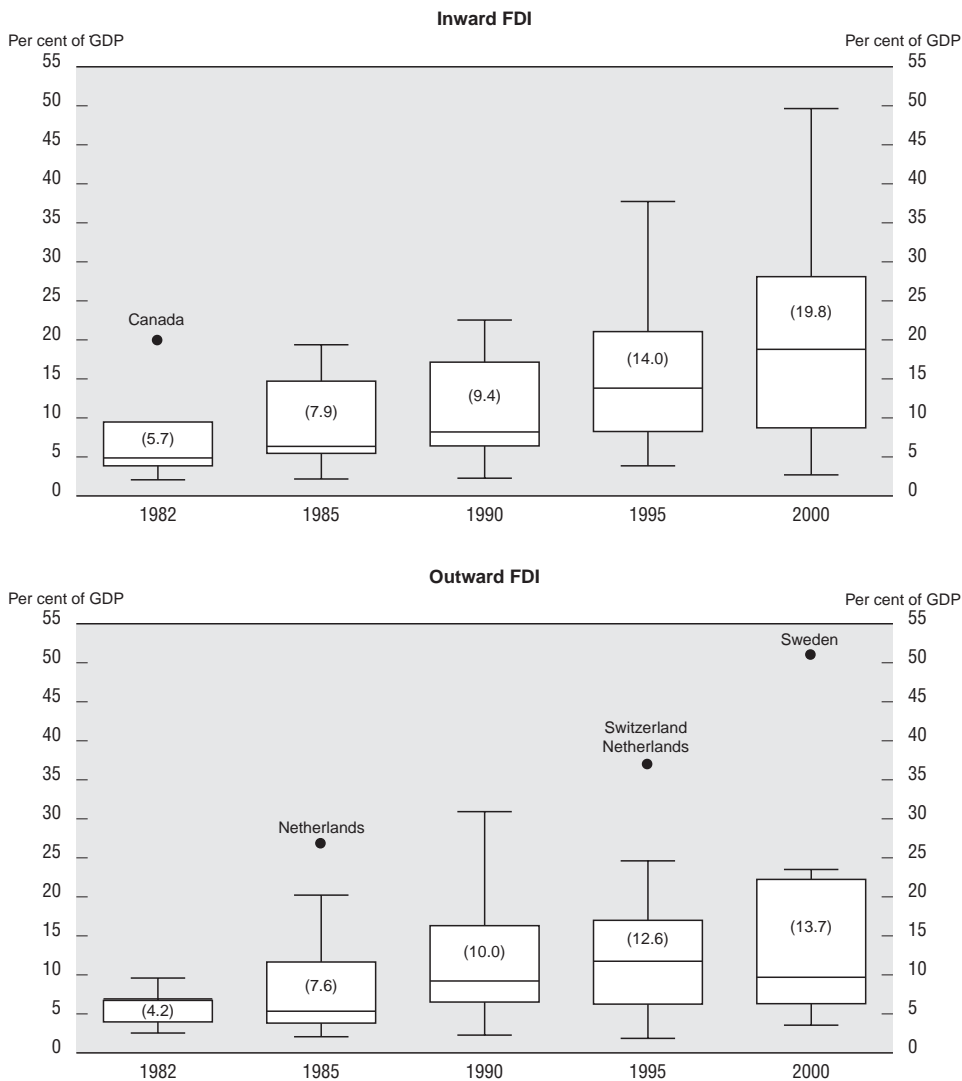 Inward FDI
Per cent of GDP Per cent of GDP
55 55
50 50
45 45
40 40
35 35
30 30
25 25
Canada (19.8)
20 20
(14.0)
15 15
(7.9) (9.4)
10 10
(5.7)
5 5
0 0
1982 1985 1990 1995 2000
Outward FDI
Per cent of GDP Per cent of GDP
55 55
Sweden
50 50
45 45
Switzerland
40 40
Netherlands
35 35
30 30
Netherlands
25 25
20 20
15 15
(10.0) (12.6) (13.7)
10 10
(7.6)
5 5
(4.2)
0 0
1982 1985 1990 1995 2000